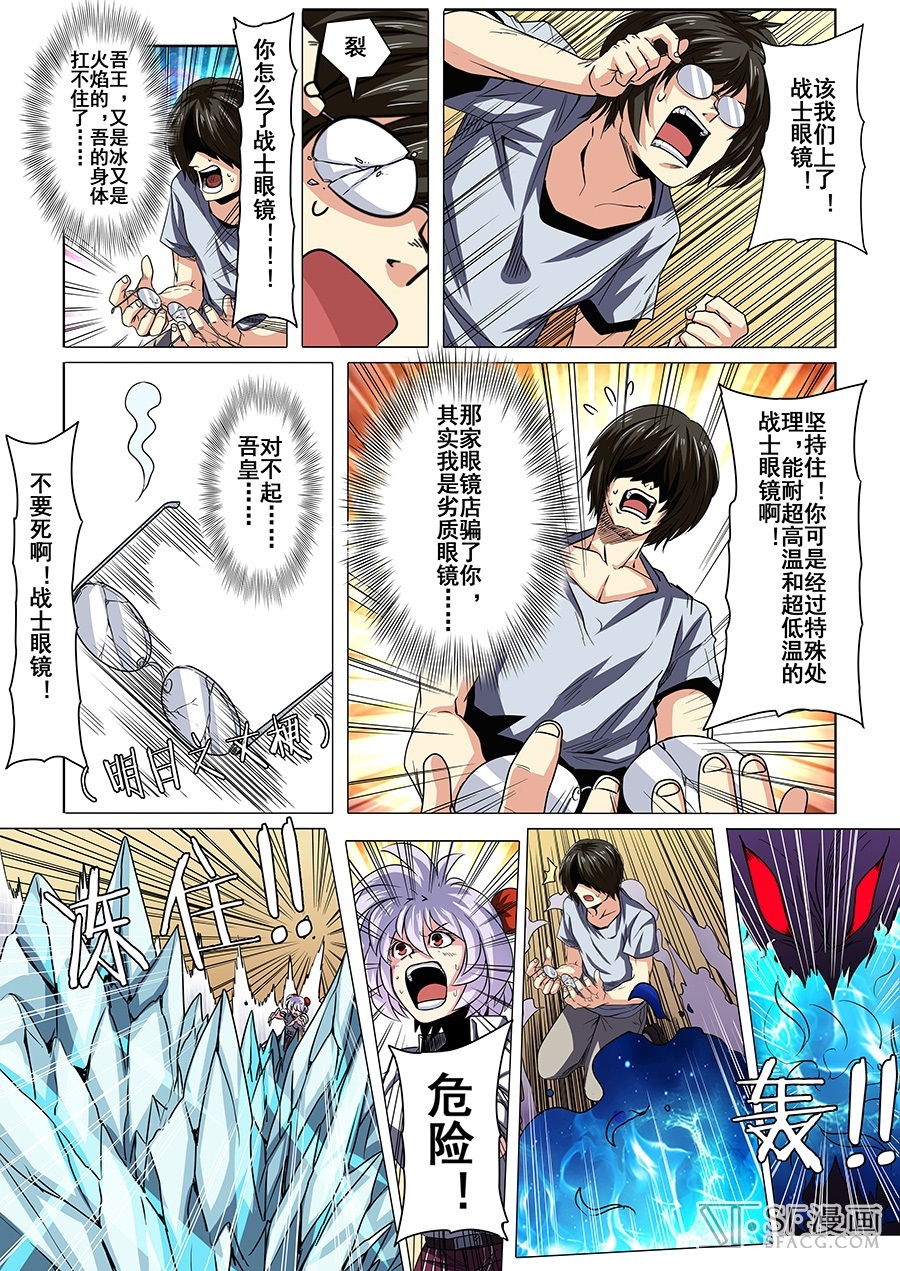 该我们上了！
战士眼镜！
裂
你怎么了战士眼镜！！！
吾王，又是冰又是
火焰的，吾的身体
扛不住了……
坚持住！你可是经过特殊处
理，能耐超高温和超低温的
战士眼镜啊！
那家眼镜店骗了你，
其实我是劣质眼镜……
对不起……
吾皇……
（明日之大梗）
不要死啊！战士眼镜！
轰!!
危险！
冻住!!
SF漫画
SFACG.COM